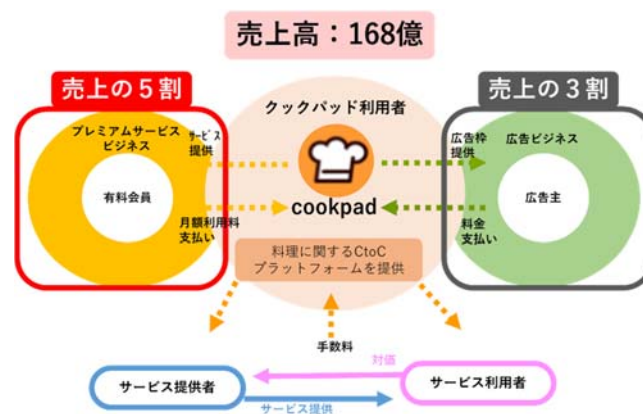 売上高：168億
売上の５割
売上の３割
クックパッド利用者
プレミアムサービス
ビジネス
有料会員
サービス
提供
月額利用料
支払い
cookpad
広告枠
提供
広告ビジネス
広告主
料金
支払い
料理に関するCtoC
プラットフォームを提供
手数料
対価
サービス提供者
サービス利用者
サービス提供